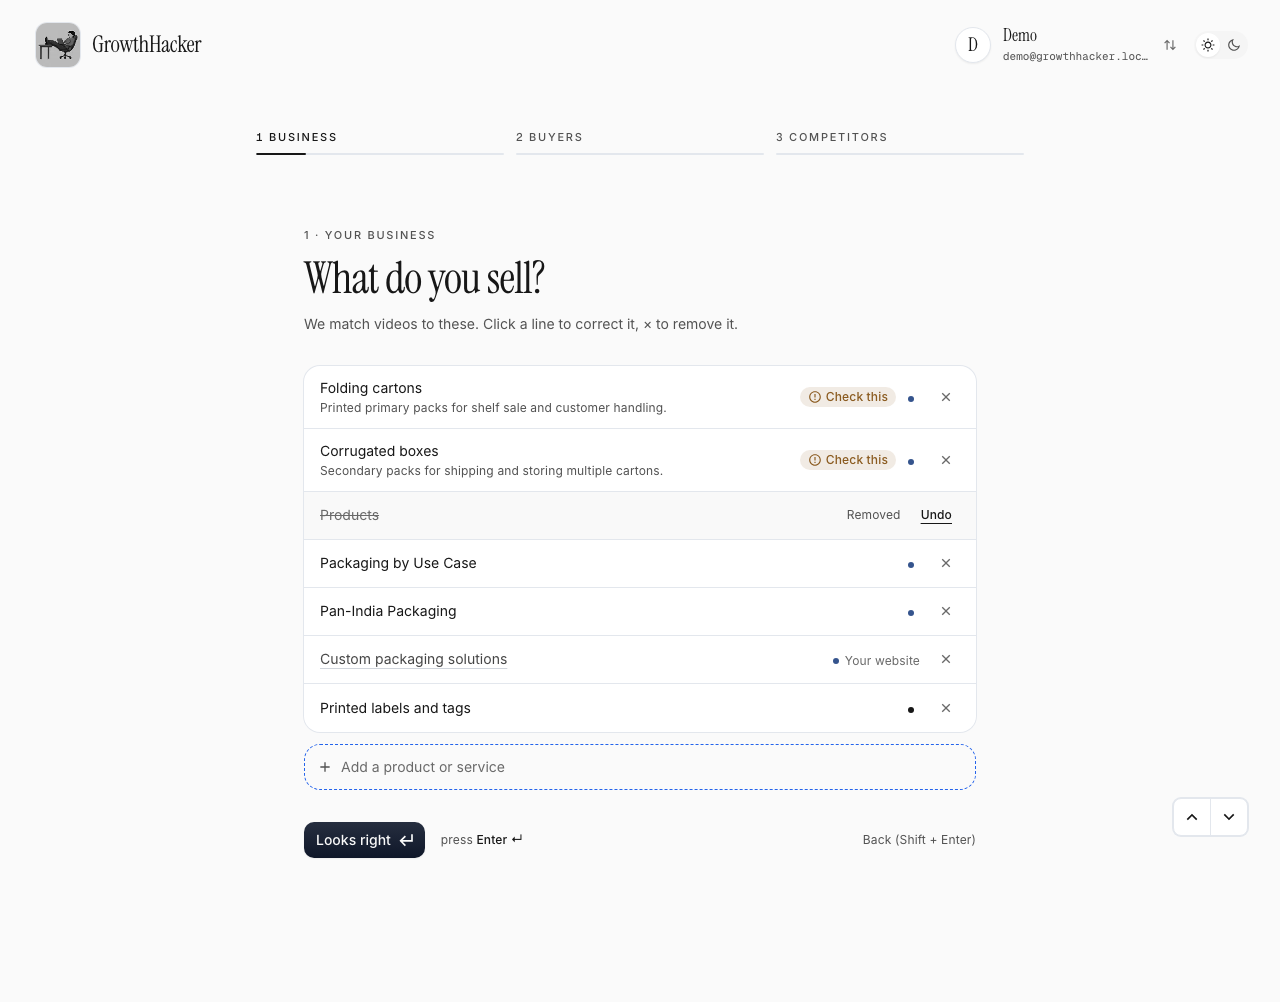 GrowthHacker
D
Demo
demo@growthhacker.loc…
1 BUSINESS
2 BUYERS
3 COMPETITORS
1 · YOUR BUSINESS
What do you sell?
We match videos to these. Click a line to correct it, × to remove it.
Folding cartons
Check this
Printed primary packs for shelf sale and customer handling.
Corrugated boxes
Check this
Secondary packs for shipping and storing multiple cartons.
Products
Removed
Undo
Packaging by Use Case
Pan-India Packaging
Custom packaging solutions
Your website
Printed labels and tags
Add a product or service
Looks right
press Enter
Back (Shift + Enter)